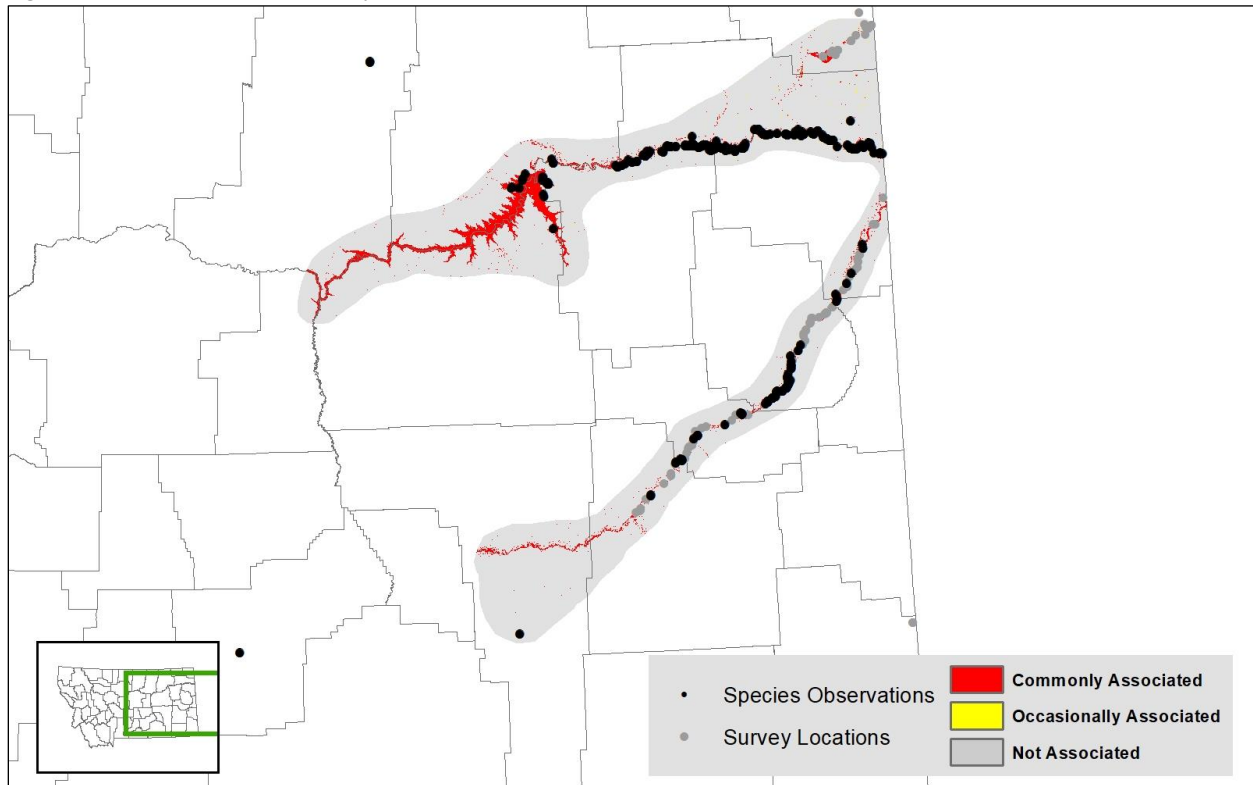 Species Observations
Survey Locations
Commonly Associated
Occasionally Associated
Not Associated